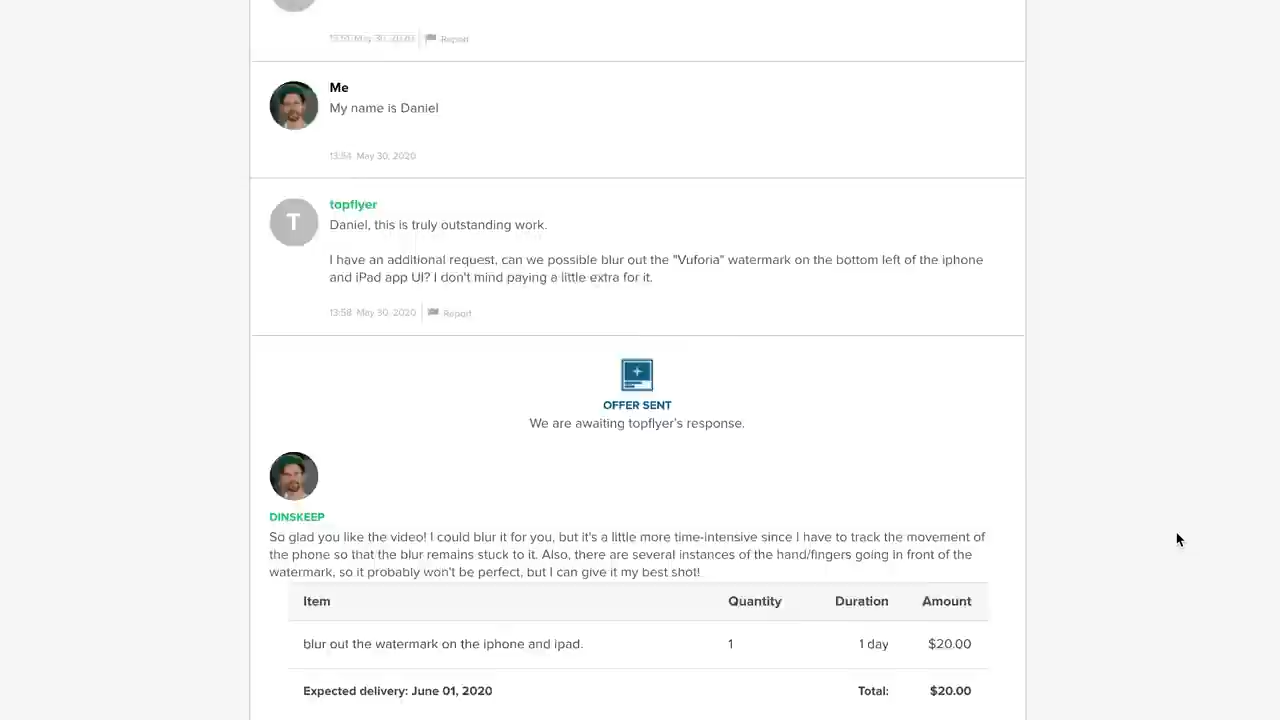 13:51 May 30, 2020 Report
Me
My name is Daniel
13:54 May 30, 2020
T
topflyer
Daniel, this is truly outstanding work.
I have an additional request, can we possible blur out the "Vuforia" watermark on the bottom left of the iphone
and iPad app UI? I don't mind paying a little extra for it.
13:58 May 30, 2020 Report
OFFER SENT
We are awaiting topflyer's response.
DINSKEEP
So glad you like the video! I could blur it for you, but it's a little more time-intensive since I have to track the movement of
the phone so that the blur remains stuck to it. Also, there are several instances of the hand/fingers going in front of the
watermark, so it probably won't be perfect, but I can give it my best shot!
Item Quantity Duration Amount
blur out the watermark on the iphone and ipad. 1 1 day $20.00
Expected delivery: June 01, 2020 Total: $20.00